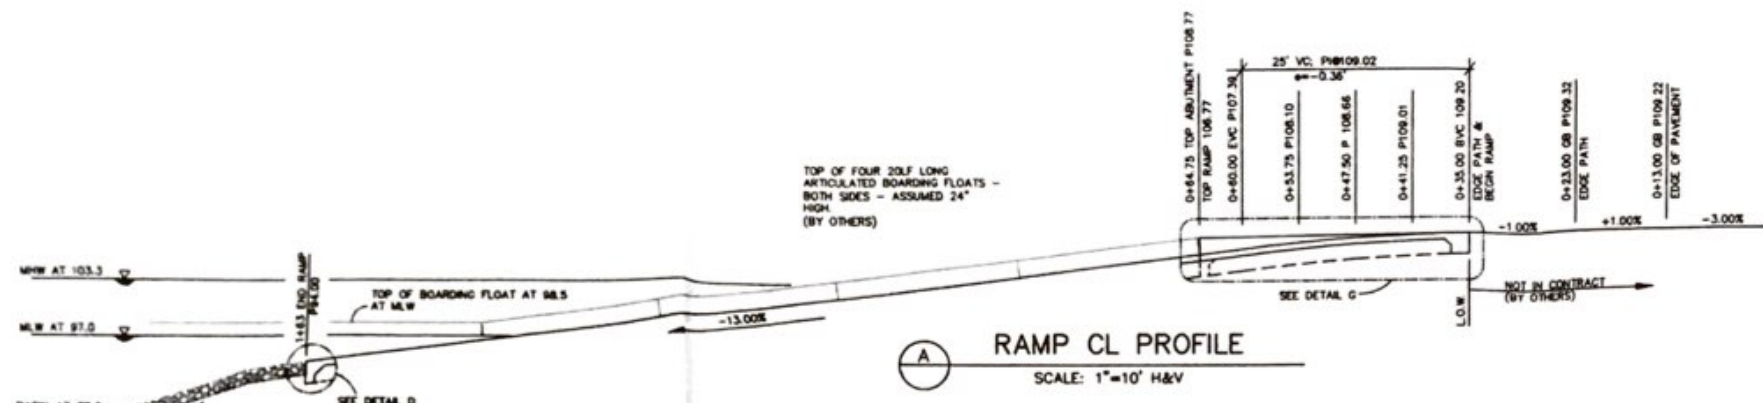 0+64.75 TOP ABUTMENT P108.77
TOP RAMP 106.77
0+60.00 EVC P107.39
0+53.75 P108.10
0+47.50 P 108.66
0+41.25 P109.01
0+35.00 BVC 109.20
EDGE PATH &
BEGIN RAMP
0+23.00 GB P109.32
EDGE PATH
0+13.00 GB P109.22
EDGE OF PAVEMENT
25' VC; PI@109.02
e=-0.36'
TOP OF FOUR 20LF LONG
ARTICULATED BOARDING FLOATS -
BOTH SIDES - ASSUMED 24"
HIGH.
(BY OTHERS)
-1.00%
+1.00%
-3.00%
MHW AT 103.3
1+63 END RAMP
P94.00
TOP OF BOARDING FLOAT AT 98.5
AT MLW
MLW AT 97.0
-13.00%
SEE DETAIL G
L.O.W.
NOT IN CONTRACT
(BY OTHERS)
A
RAMP CL PROFILE
SCALE: 1"=10' H&V
SEE DETAIL D